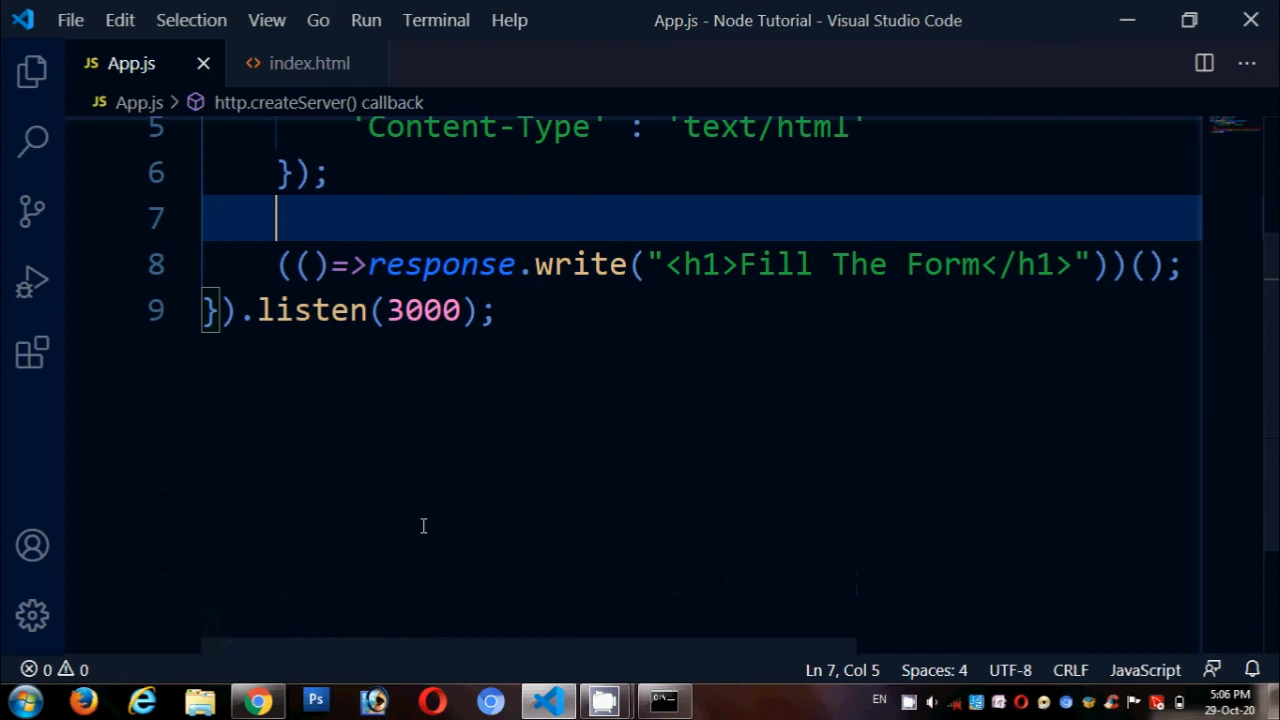 File Edit Selection View Go Run Terminal Help App.js - Node Tutorial - Visual Studio Code
JS App.js <> index.html
JS App.js > http.createServer() callback
5 'Content-Type' : 'text/html'
6 });
7
8 (()=>response.write("<h1>Fill The Form</h1>"))();
9 }).listen(3000);
0 0 Ln 7, Col 5 Spaces: 4 UTF-8 CRLF JavaScript
Ps EN 5:06 PM
29-Oct-20